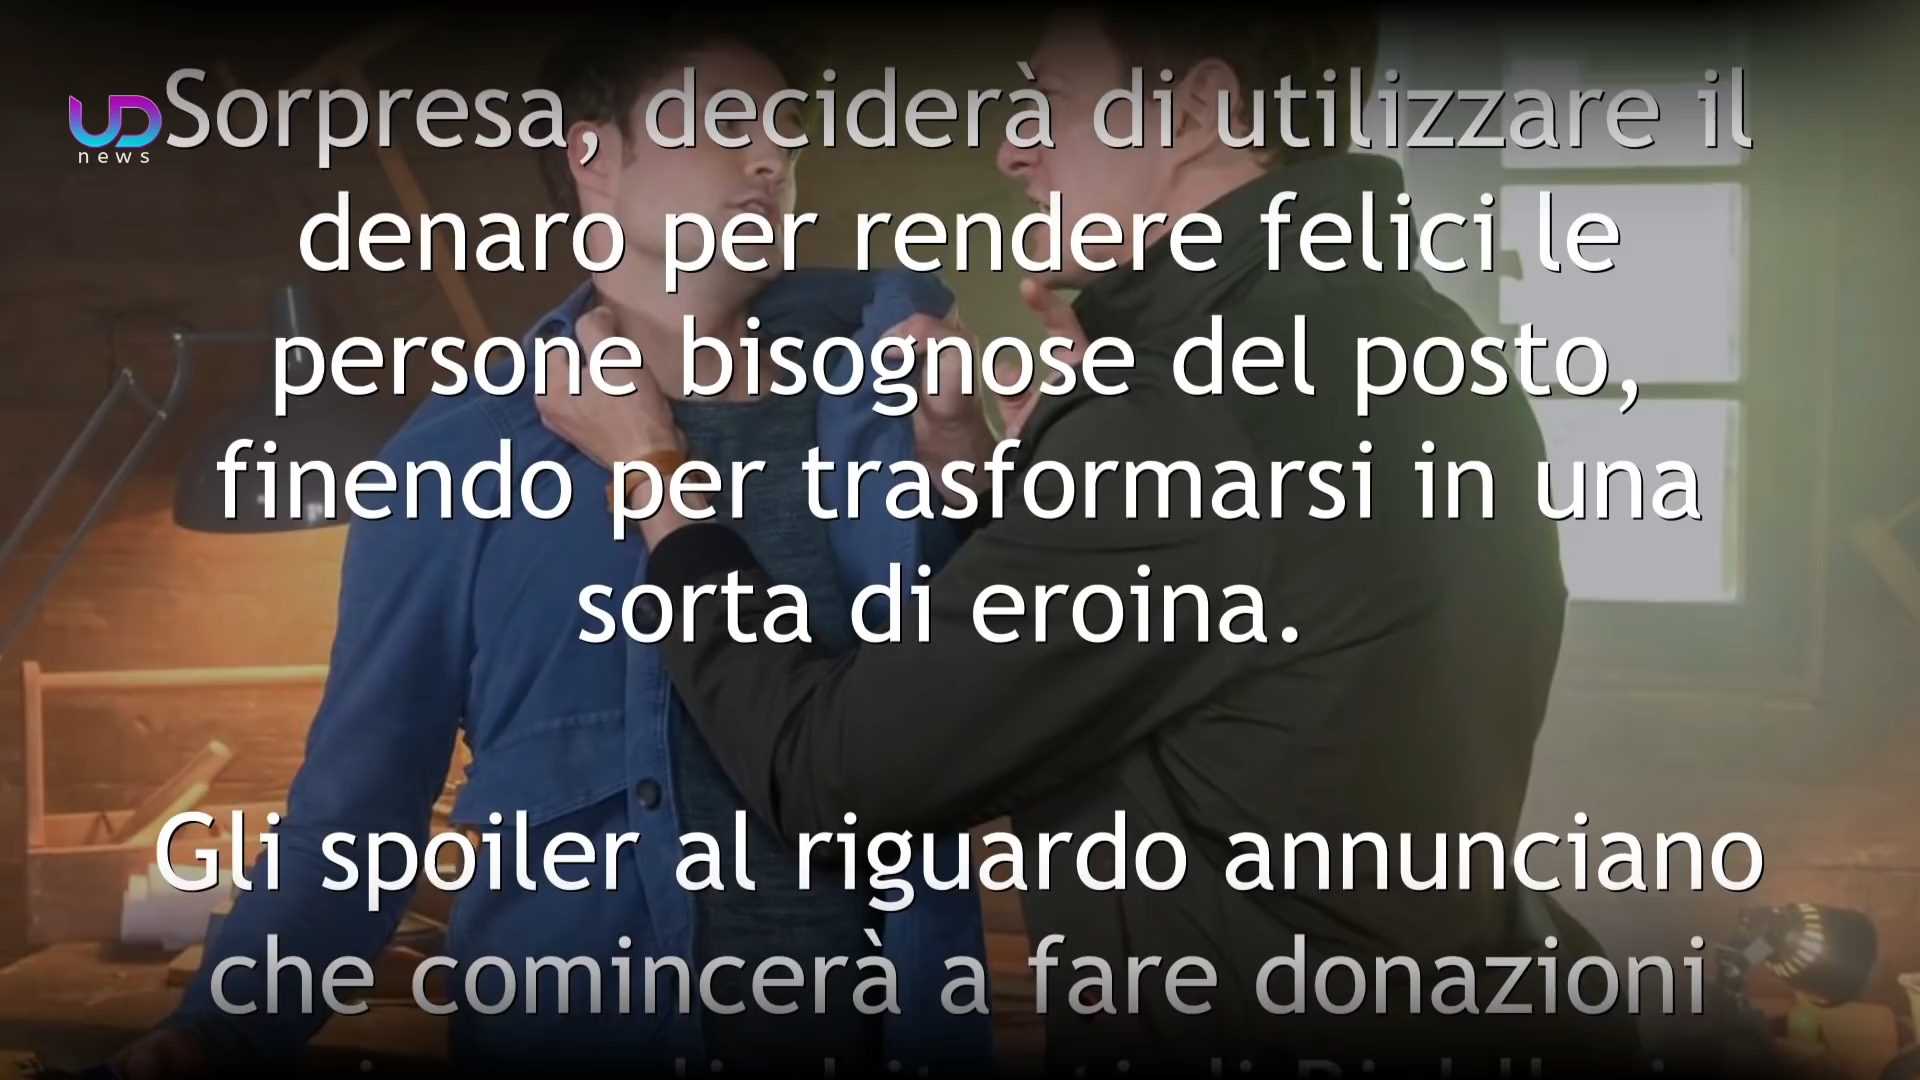 UD
news
Sorpresa, deciderà di utilizzare il
denaro per rendere felici le
persone bisognose del posto,
finendo per trasformarsi in una
sorta di eroina.
Gli spoiler al riguardo annunciano
che comincerà a fare donazioni